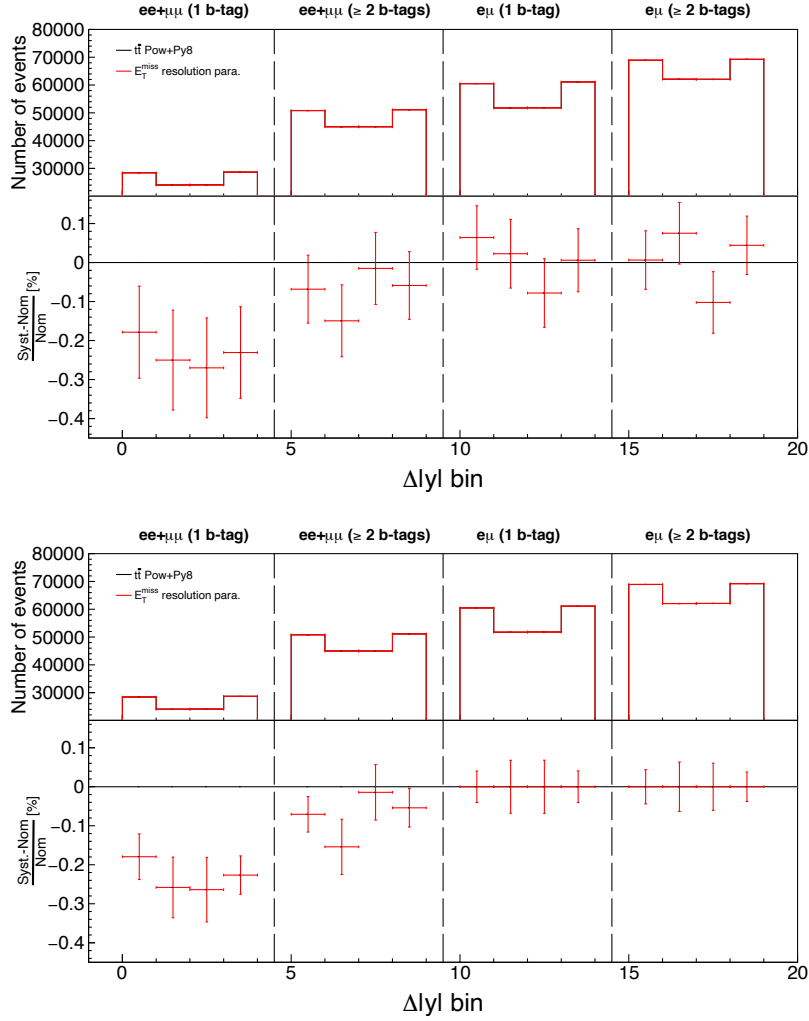 ee+μμ (1 b-tag) ee+μμ (≥ 2 b-tags) eμ (1 b-tag) eμ (≥ 2 b-tags)
80000
70000
60000
50000
40000
30000
Number of events
tt̄ Pow+Py8
E_T^miss resolution para.
0.1
0
-0.1
-0.2
-0.3
-0.4
Syst.-Nom
Nom
[%]
0 5 10 15 20
Δlyl bin
ee+μμ (1 b-tag) ee+μμ (≥ 2 b-tags) eμ (1 b-tag) eμ (≥ 2 b-tags)
80000
70000
60000
50000
40000
30000
Number of events
tt̄ Pow+Py8
E_T^miss resolution para.
0.1
0
-0.1
-0.2
-0.3
-0.4
Syst.-Nom
Nom
[%]
0 5 10 15 20
Δlyl bin